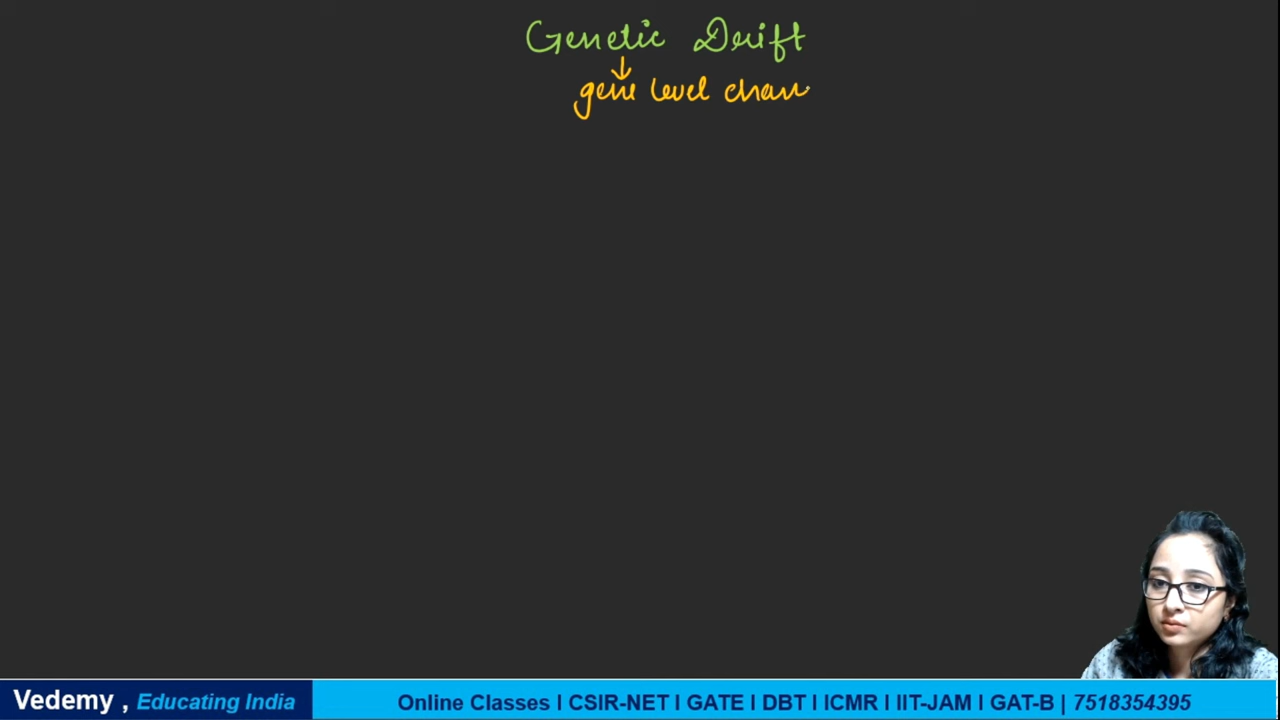 Genetic Drift
↓
gene level chan
Vedemy , Educating India
Online Classes I CSIR-NET I GATE I DBT I ICMR I IIT-JAM I GAT-B | 7518354395